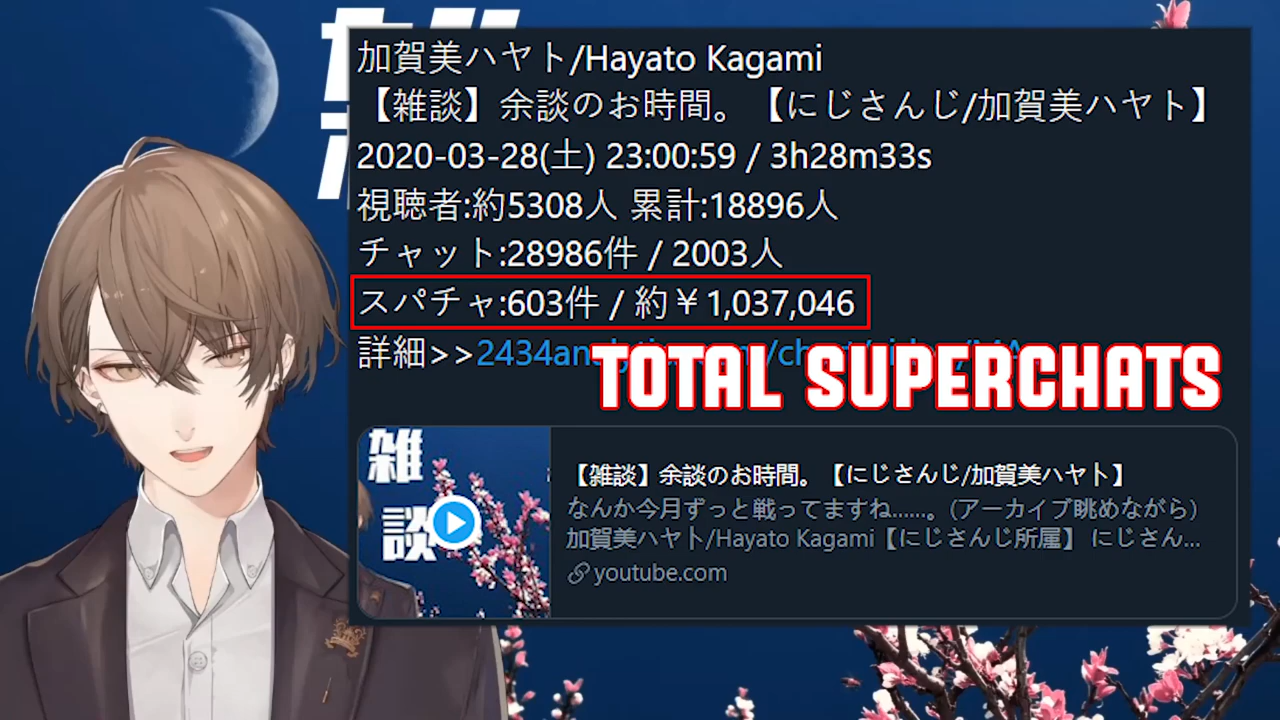 加賀美ハヤト/Hayato Kagami
【雑談】余談のお時間。【にじさんじ/加賀美ハヤト】
2020-03-28(土) 23:00:59 / 3h28m33s
視聴者:約5308人 累計:18896人
チャット:28986件 / 2003人
スパチャ:603件 / 約￥1,037,046
詳細>>
TOTAL SUPERCHATS
雑
談
【雑談】余談のお時間。【にじさんじ/加賀美ハヤト】
なんか今月ずっと戦ってますね......。（アーカイブ眺めながら）
加賀美ハヤト/Hayato Kagami【にじさんじ所属】 にじさん...
youtube.com